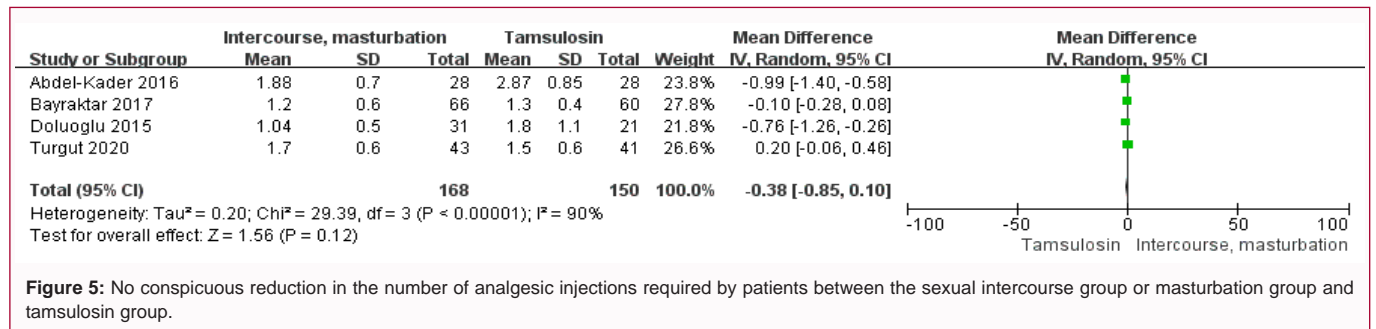 Intercourse, masturbation Tamsulosin Mean Difference Mean Difference
Study or Subgroup Mean SD Total Mean SD Total Weight IV, Random, 95% CI IV, Random, 95% CI
Abdel-Kader 2016 1.88 0.7 28 2.87 0.85 28 23.8% -0.99 [-1.40, -0.58]
Bayraktar 2017 1.2 0.6 66 1.3 0.4 60 27.8% -0.10 [-0.28, 0.08]
Doluoglu 2015 1.04 0.5 31 1.8 1.1 21 21.8% -0.76 [-1.26, -0.26]
Turgut 2020 1.7 0.6 43 1.5 0.6 41 26.6% 0.20 [-0.06, 0.46]
Total (95% CI) 168 150 100.0% -0.38 [-0.85, 0.10]
Heterogeneity: Tau² = 0.20; Chi² = 29.39, df = 3 (P < 0.00001); I² = 90%
Test for overall effect: Z = 1.56 (P = 0.12)
-100 -50 0 50 100
Tamsulosin Intercourse, masturbation
Figure 5: No conspicuous reduction in the number of analgesic injections required by patients between the sexual intercourse group or masturbation group and
tamsulosin group.